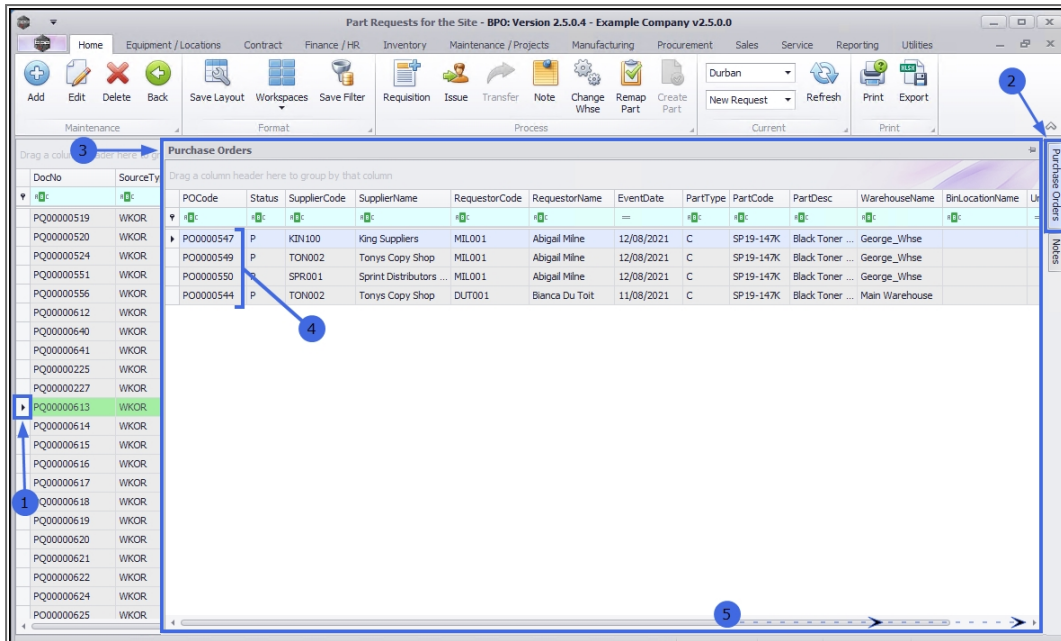 Part Requests for the Site - BPO: Version 2.5.0.4 - Example Company v2.5.0.0
bpo Home Equipment / Locations Contract Finance / HR Inventory Maintenance / Projects Manufacturing Procurement Sales Service Reporting Utilities
Add Edit Delete Back Save Layout Workspaces Save Filter Requisition Issue Transfer Note Change Whse Remap Part Create Part Durban New Request Refresh Print Export
Maintenance Format Process Current Print
2
3
Drag a column header here to gr
Purchase Orders
Purchase Orders
Notes
Drag a column header here to group by that column
DocNo SourceTy
POCode Status SupplierCode SupplierName RequestorCode RequestorName EventDate PartType PartCode PartDesc WarehouseName BinLocationName
PQ00000519 WKOR
PQ00000520 WKOR PO0000547 P KIN100 King Suppliers MIL001 Abigail Milne 12/08/2021 C SP19-147K Black Toner ... George_Whse
PQ00000524 WKOR PO0000549 P TON002 Tonys Copy Shop MIL001 Abigail Milne 12/08/2021 C SP19-147K Black Toner ... George_Whse
PQ00000551 WKOR PO0000550 P SPR001 Sprint Distributors ... MIL001 Abigail Milne 12/08/2021 C SP19-147K Black Toner ... George_Whse
PQ00000556 WKOR PO0000544 P TON002 Tonys Copy Shop DUT001 Bianca Du Toit 11/08/2021 C SP19-147K Black Toner ... Main Warehouse
PQ00000612 WKOR
4
PQ00000640 WKOR
PQ00000641 WKOR
PQ00000225 WKOR
PQ00000227 WKOR
PQ00000613 WKOR
PQ00000614 WKOR
PQ00000615 WKOR
PQ00000616 WKOR
PQ00000617 WKOR
1
PQ00000618 WKOR
PQ00000619 WKOR
PQ00000620 WKOR
PQ00000621 WKOR
PQ00000622 WKOR
PQ00000624 WKOR
PQ00000625 WKOR
5